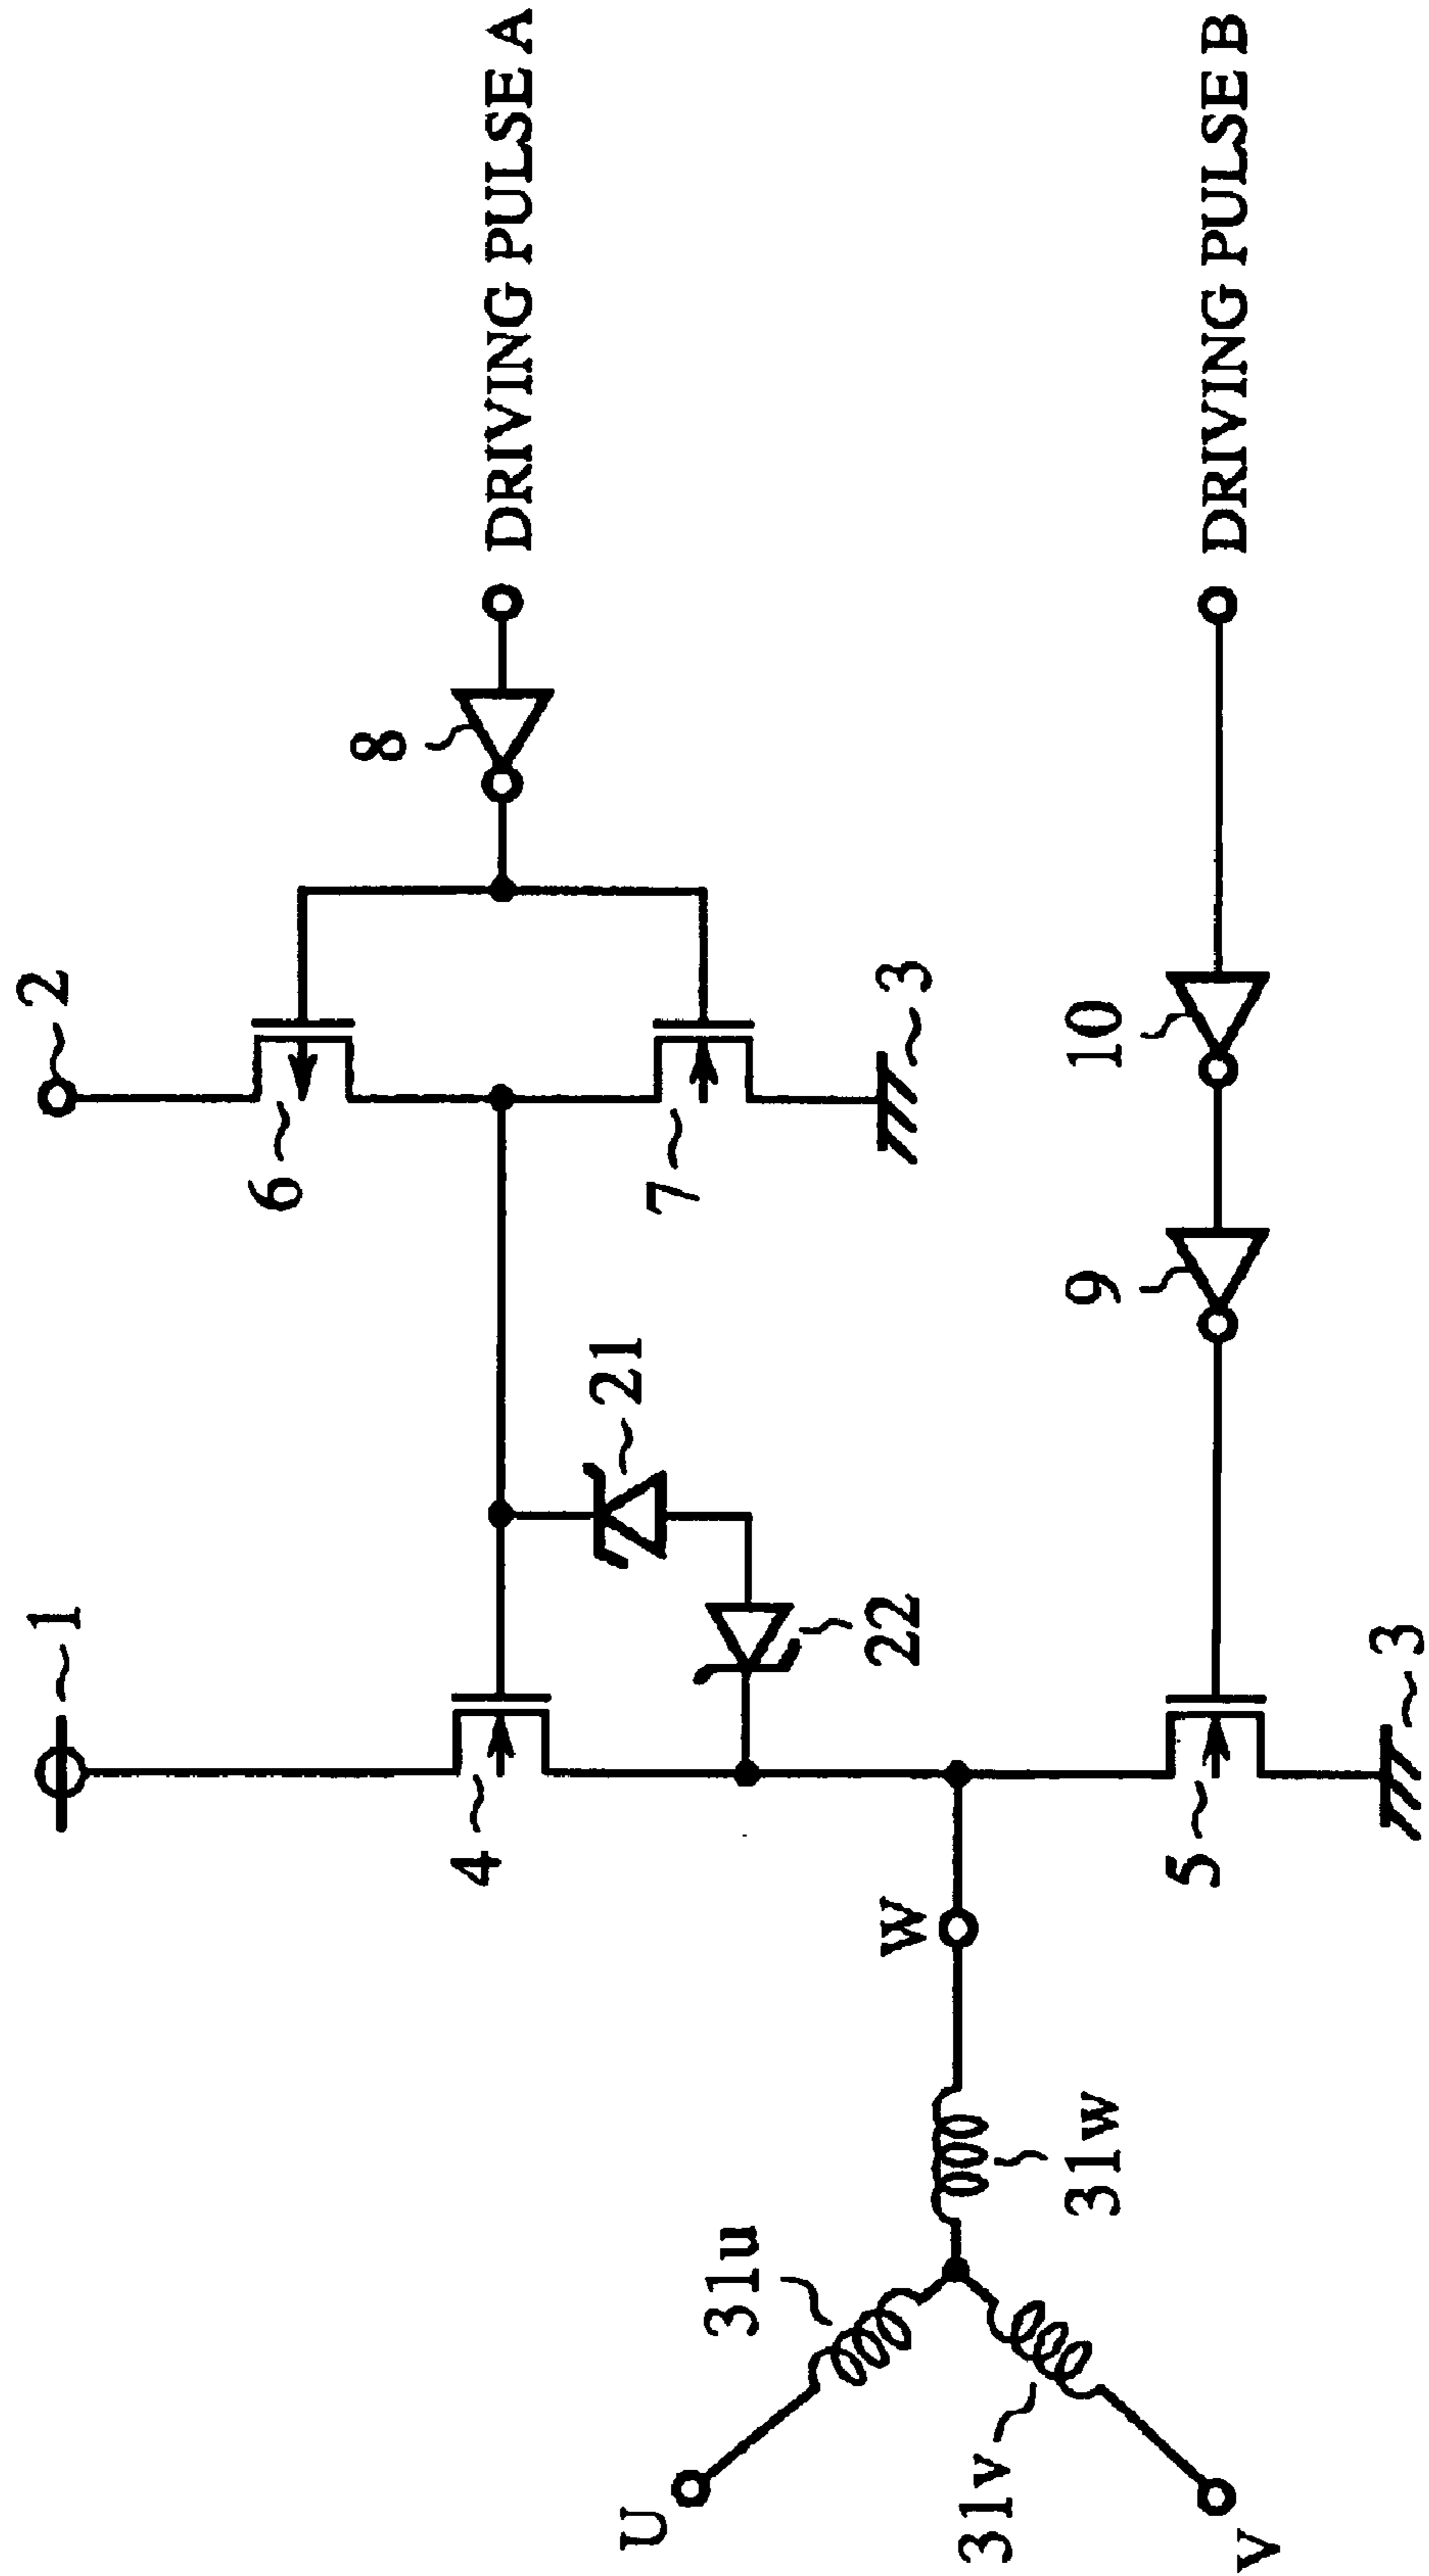 1
2
6
8
DRIVING PULSE A
4
21
7
3
22
W
10
9
DRIVING PULSE B
5
3
U
31u
31w
31v
V